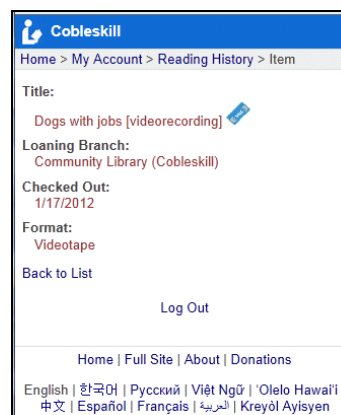 Cobleskill
Home > My Account > Reading History > Item
Title:
Dogs with jobs [videorecording]
Loaning Branch:
Community Library (Cobleskill)
Checked Out:
1/17/2012
Format:
Videotape
Back to List
Log Out
Home | Full Site | About | Donations
English | 한국어 | Русский | Việt Ngữ | 'Olelo Hawai'i
中文 | Español | Français | العربية | Kreyòl Ayisyen